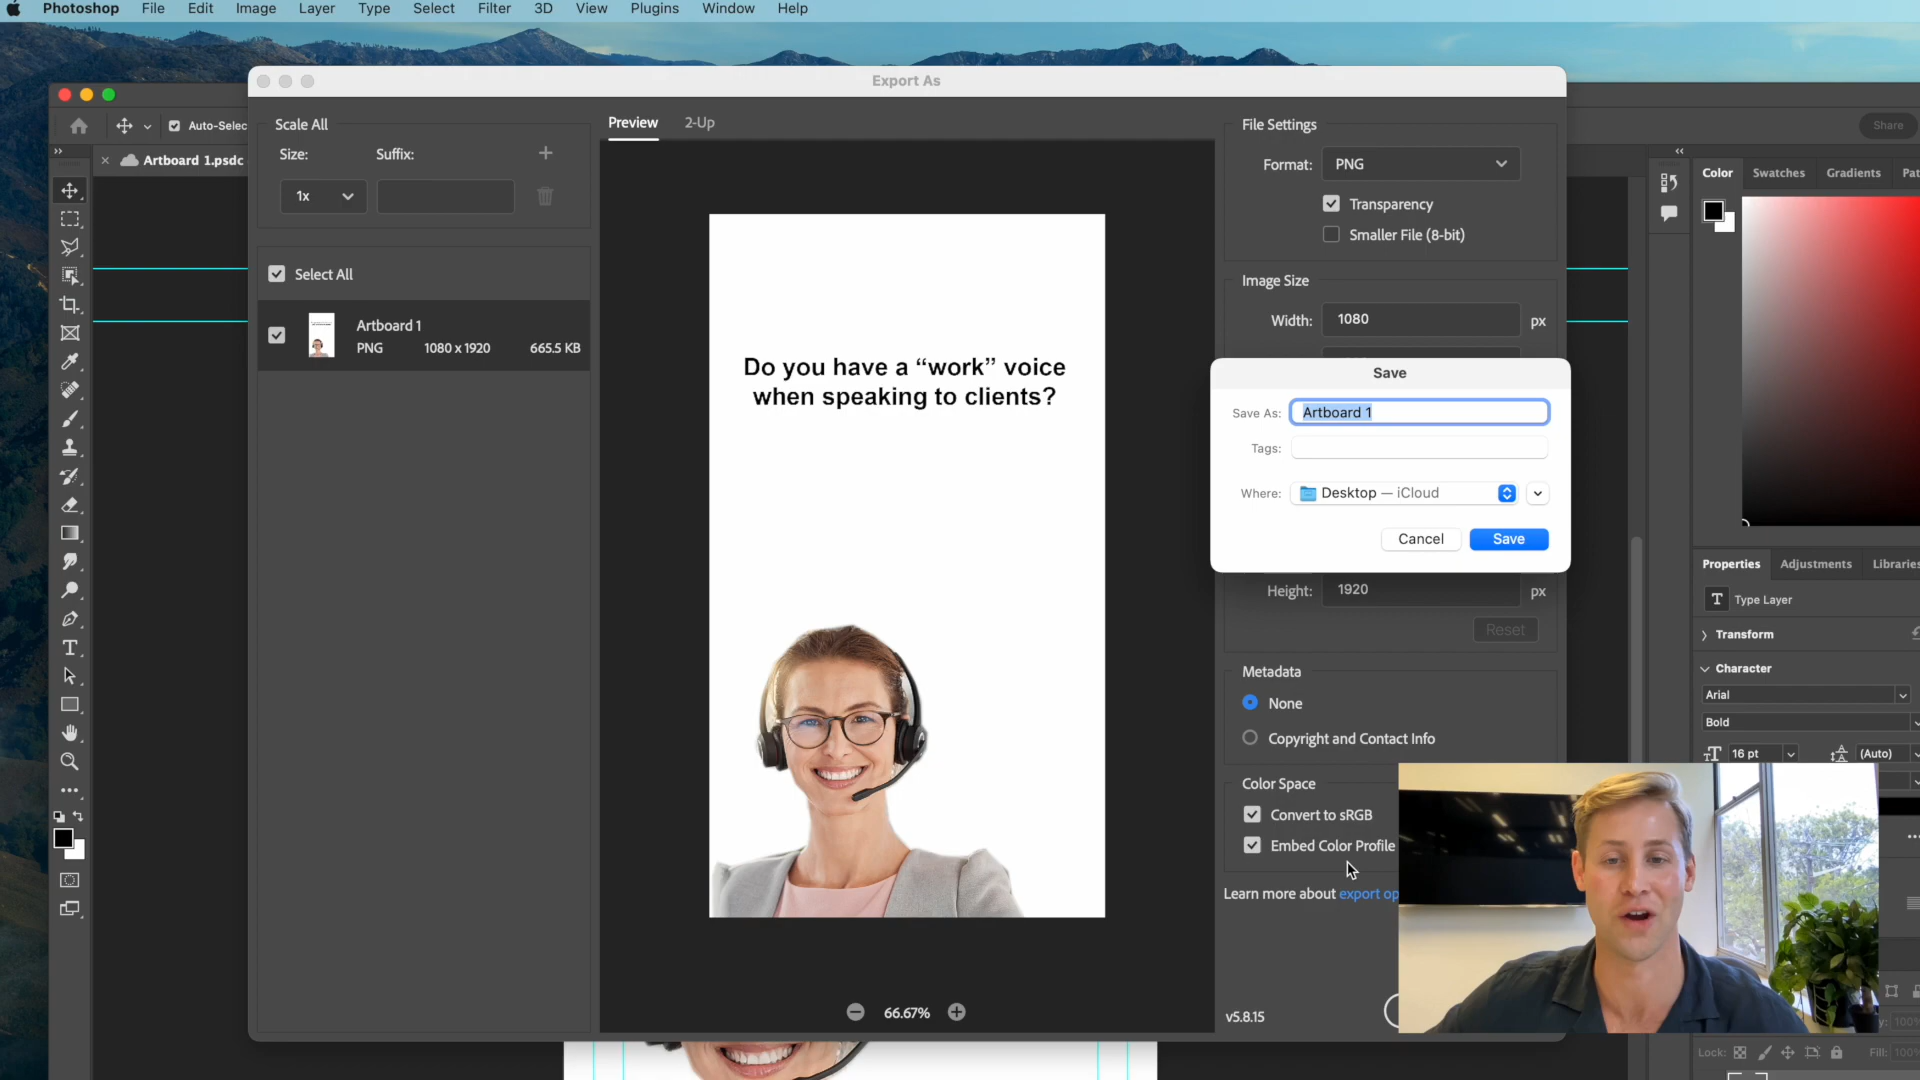 Photoshop File Edit Image Layer Type Select Filter 3D View Plugins Window Help
Export As
Auto-Selec
Share
Artboard 1.psdc
Scale All
Size: Suffix:
1x
Select All
Artboard 1
PNG 1080 x 1920 665.5 KB
Preview 2-Up
Do you have a “work” voice
when speaking to clients?
66.67%
File Settings
Format: PNG
Transparency
Smaller File (8-bit)
Image Size
Width: 1080 px
Save
Save As: Artboard 1
Tags:
Where: Desktop — iCloud
Cancel Save
Height: 1920 px
Reset
Metadata
None
Copyright and Contact Info
Color Space
Convert to sRGB
Embed Color Profile
Learn more about export op
v5.8.15
Color Swatches Gradients Pat
Properties Adjustments Libraries
T Type Layer
Transform
Character
Arial
Bold
16 pt (Auto)
Lock: Fill: 100%